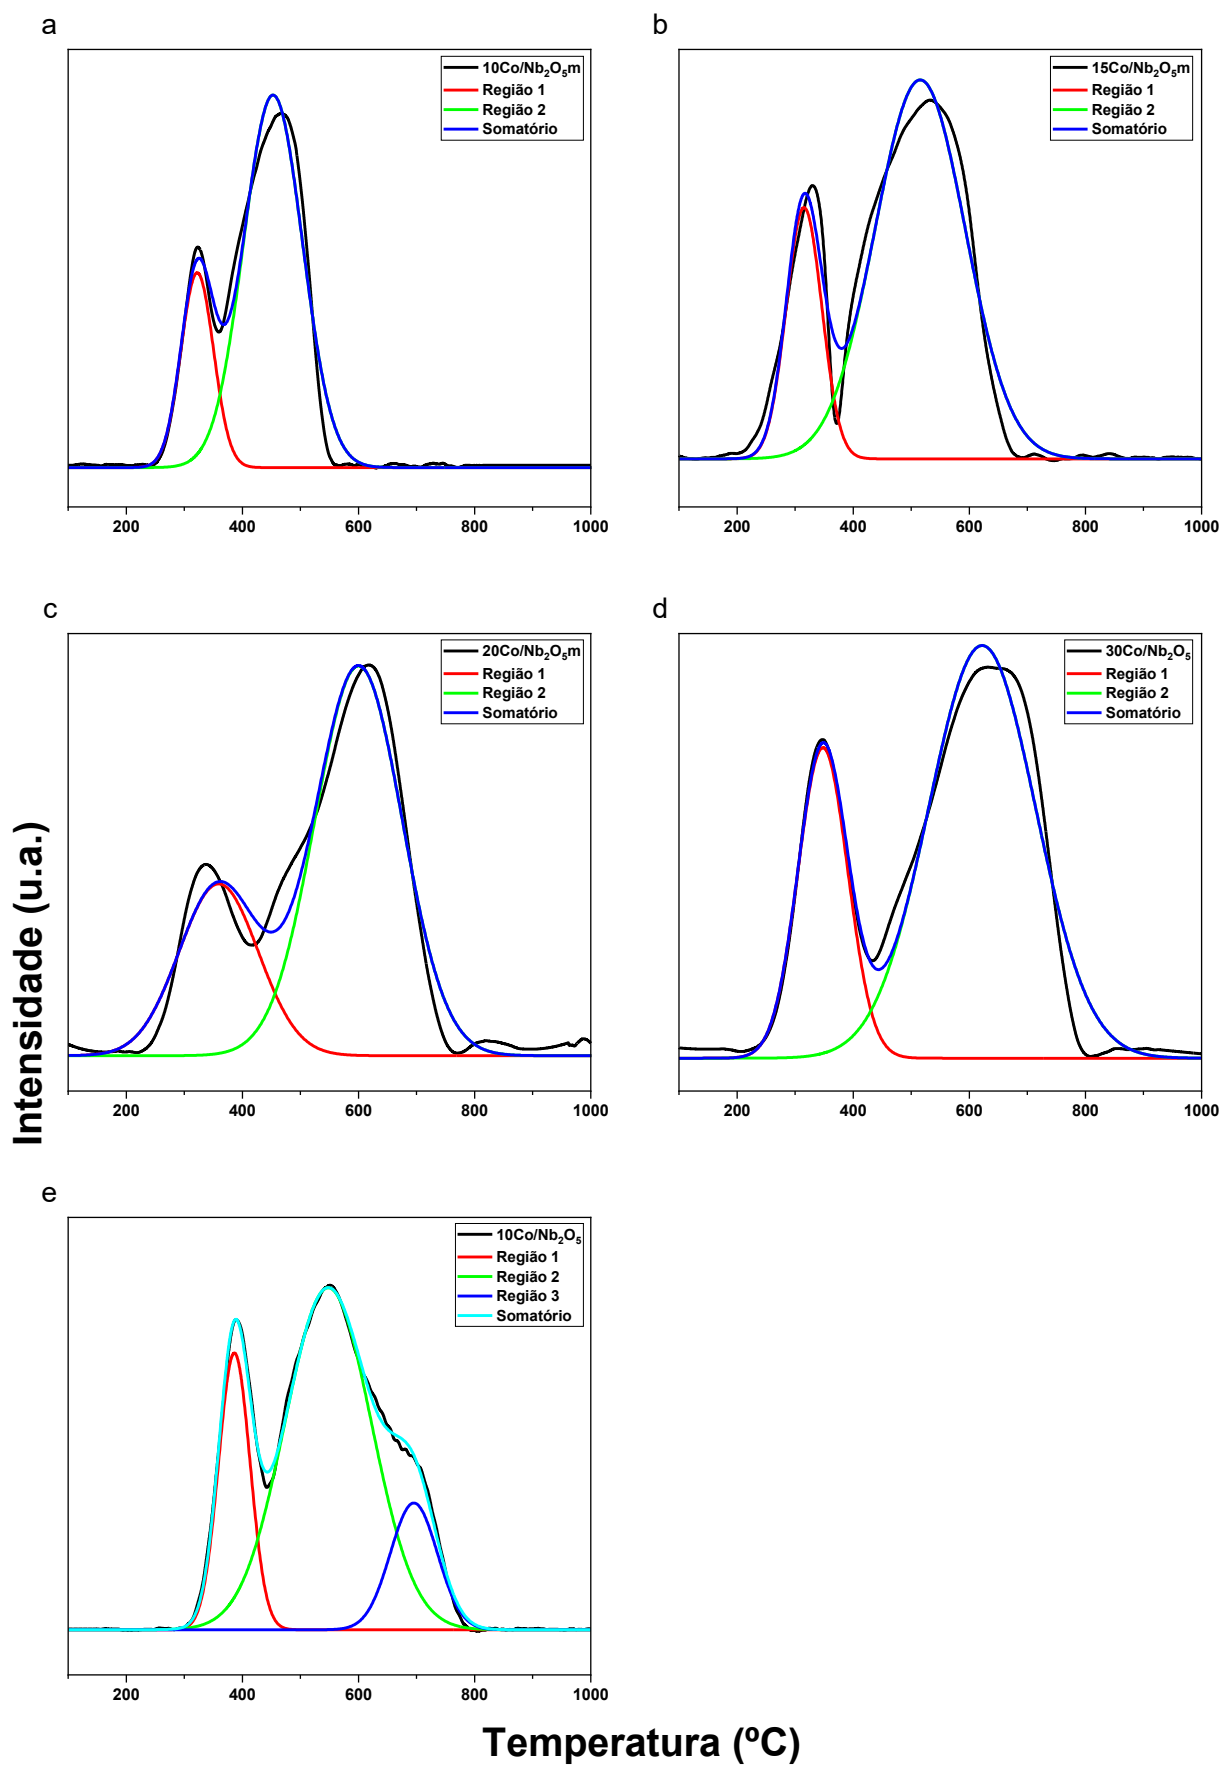 a
10Co/Nb₂O₅m
Região 1
Região 2
Somatório
200 400 600 800 1000
b
15Co/Nb₂O₅m
Região 1
Região 2
Somatório
200 400 600 800 1000
c
20Co/Nb₂O₅m
Região 1
Região 2
Somatório
200 400 600 800 1000
d
30Co/Nb₂O₅
Região 1
Região 2
Somatório
200 400 600 800 1000
Intensidade (u.a.)
e
10Co/Nb₂O₅
Região 1
Região 2
Região 3
Somatório
200 400 600 800 1000
Temperatura (ºC)